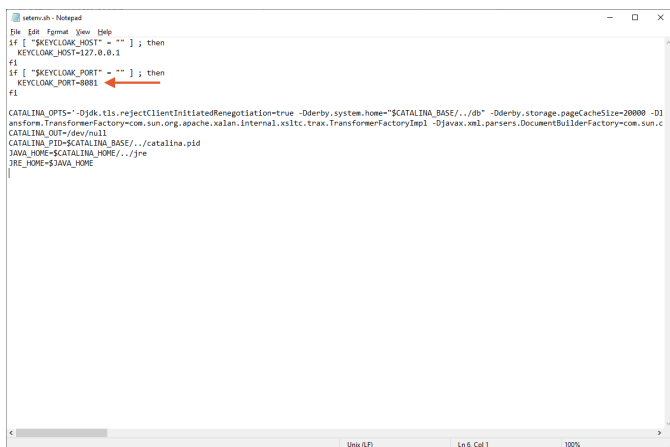 setenv.sh - Notepad
File Edit Format View Help
if [ "$KEYCLOAK_HOST" = "" ] ; then
KEYCLOAK_HOST=127.0.0.1
fi
if [ "$KEYCLOAK_PORT" = "" ] ; then
KEYCLOAK_PORT=8081
fi
CATALINA_OPTS='-Djdk.tls.rejectClientInitiatedRenegotiation=true -Dderby.system.home="$CATALINA_BASE/../db" -Dderby.storage.pageCacheSize=20000 -Dl
ansform.TransformerFactory=com.sun.org.apache.xalan.internal.xsltc.trax.TransformerFactoryImpl -Djavax.xml.parsers.DocumentBuilderFactory=com.sun.c
CATALINA_OUT=/dev/null
CATALINA_PID=$CATALINA_BASE/../catalina.pid
JAVA_HOME=$CATALINA_HOME/../jre
JRE_HOME=$JAVA_HOME
Unix (LF) Ln 6, Col 1 100%